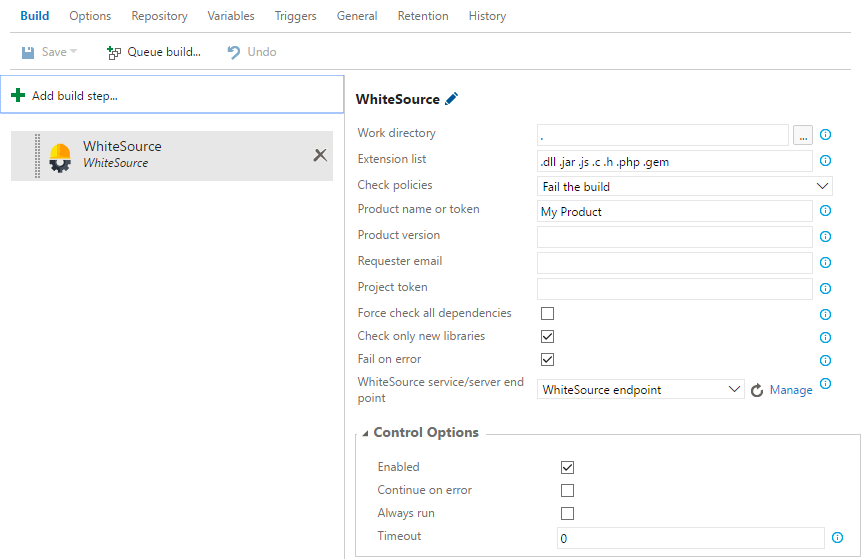 Build Options Repository Variables Triggers General Retention History
Save Queue build... Undo
Add build step...
WhiteSource
WhiteSource
WhiteSource
Work directory . ...
Extension list .dll .jar .js .c .h .php .gem
Check policies Fail the build
Product name or token My Product
Product version
Requester email
Project token
Force check all dependencies
Check only new libraries
Fail on error
WhiteSource service/server end
point
WhiteSource endpoint Manage
Control Options
Enabled
Continue on error
Always run
Timeout 0